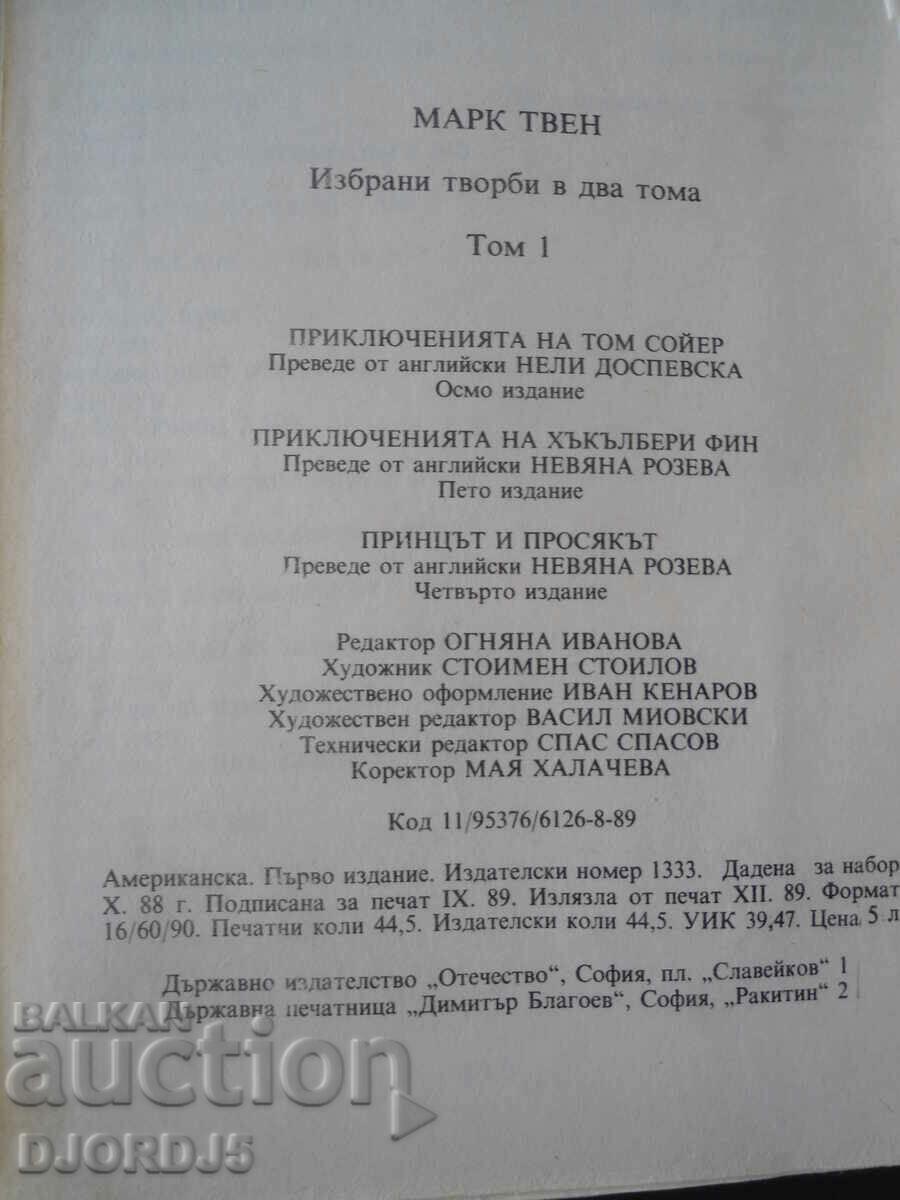 МАРК ТВЕН
Избрани творби в два тома
Том 1
ПРИКЛЮЧЕНИЯТА НА ТОМ СОЙЕР
Преведе от английски НЕЛИ ДОСПЕВСКА
Осмо издание
ПРИКЛЮЧЕНИЯТА НА ХЪКЪЛБЕРИ ФИН
Преведе от английски НЕВЯНА РОЗЕВА
Пето издание
ПРИНЦЪТ И ПРОСЯКЪТ
Преведе от английски НЕВЯНА РОЗЕВА
Четвърто издание
Редактор ОГНЯНА ИВАНОВА
Художник СТОИМЕН СТОИЛОВ
Художествено оформление ИВАН КЕНАРОВ
Художествен редактор ВАСИЛ МИОВСКИ
Технически редактор СПАС СПАСОВ
Коректор МАЯ ХАЛАЧЕВА
Код 11/95376/6126-8-89
Американска. Първо издание. Издателски номер 1333. Дадена за набор
X. 88 г. Подписана за печат IX. 89. Излязла от печат XII. 89. Формат
16/60/90. Печатни коли 44,5. Издателски коли 44,5. УИК 39,47. Цена 5 л
Държавно издателство „Отечество“, София, пл. „Славейков“ 1
Държавна печатница „Димитър Благоев“, София, „Ракитин“ 2
BALKAN
auction
DJORDJ5